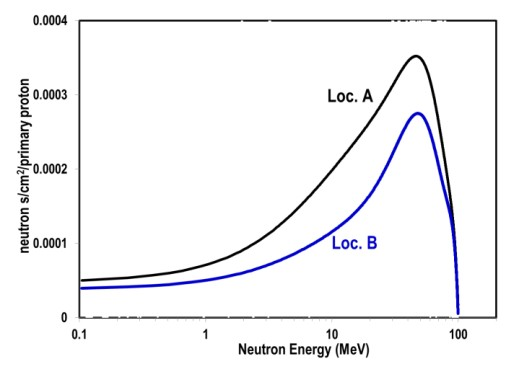 0.0004
0.0003
0.0002
0.0001
0
neutron s/cm²/primary proton
Loc. A
Loc. B
0.1 1 10 100
Neutron Energy (MeV)